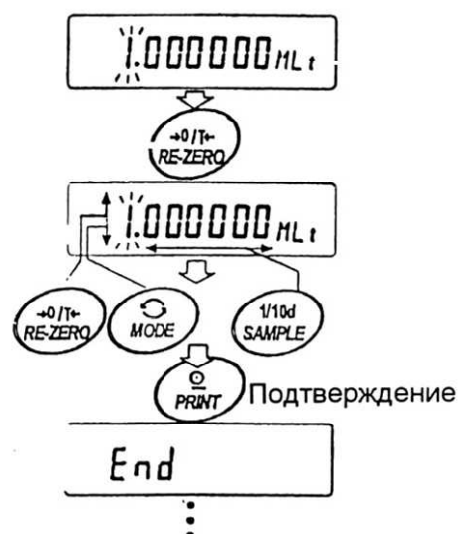 1.000000 MLt
→0/T←
RE-ZERO
1.000000 MLt
→0/T←
RE-ZERO
MODE
1/10d
SAMPLE
PRINT
Подтверждение
End